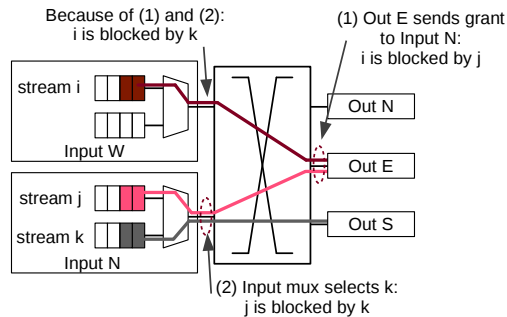 Because of (1) and (2):
i is blocked by k
(1) Out E sends grant
to Input N:
i is blocked by j
stream i
Input W
Out N
Out E
stream j
stream k
Input N
Out S
(2) Input mux selects k:
j is blocked by k